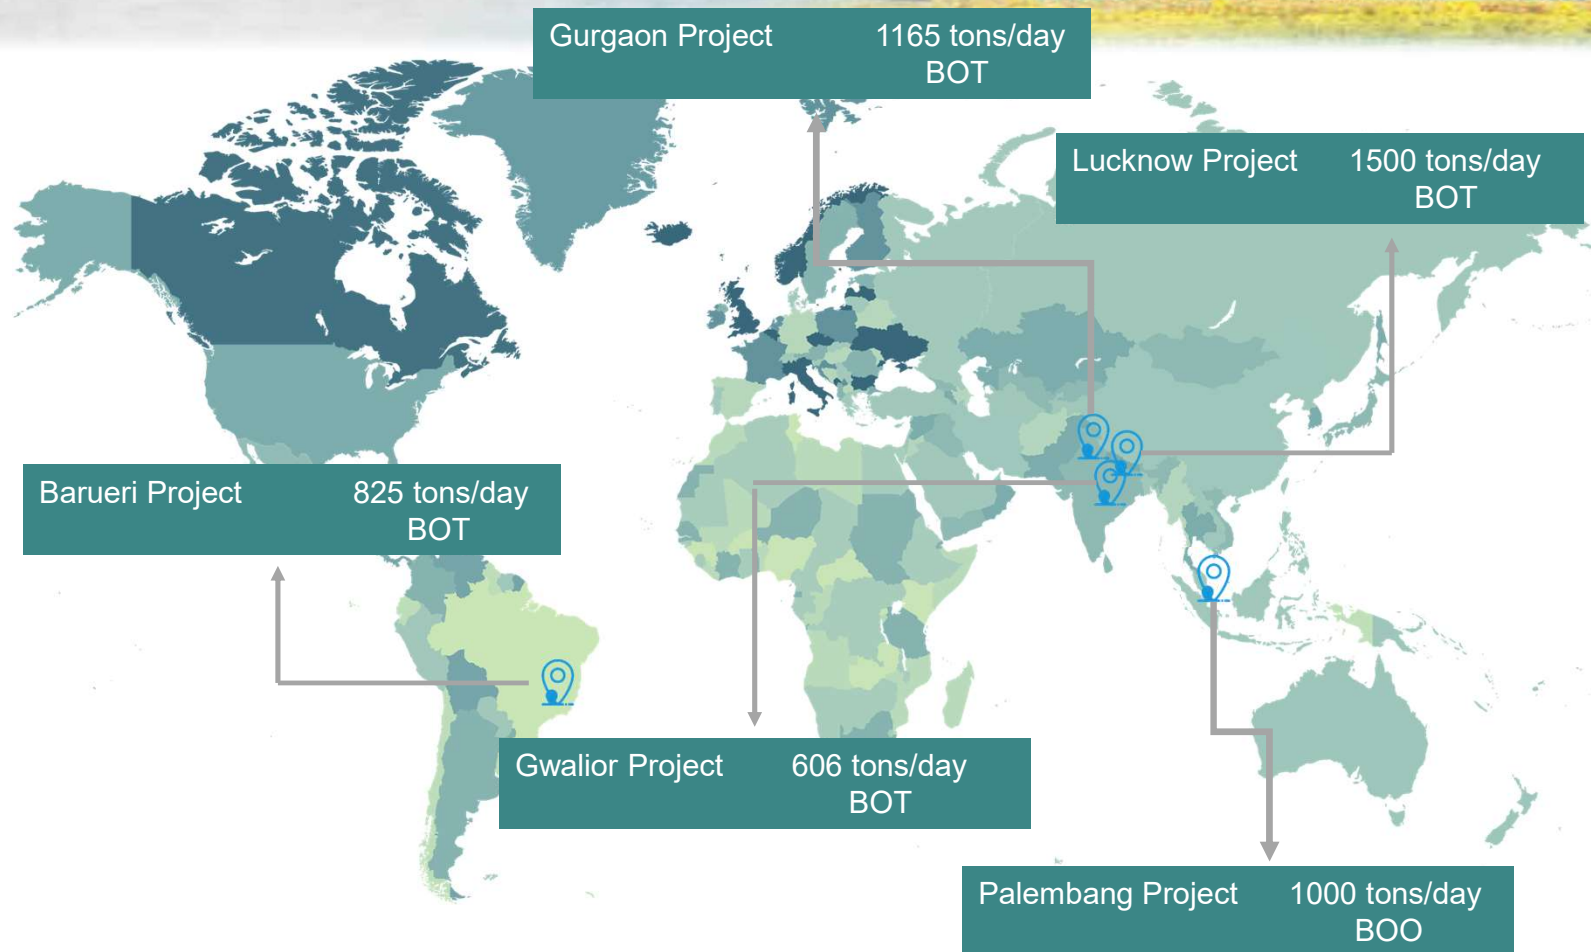 Gurgaon Project 1165 tons/day
BOT
Lucknow Project 1500 tons/day
BOT
Barueri Project 825 tons/day
BOT
Gwalior Project 606 tons/day
BOT
Palembang Project 1000 tons/day
BOO